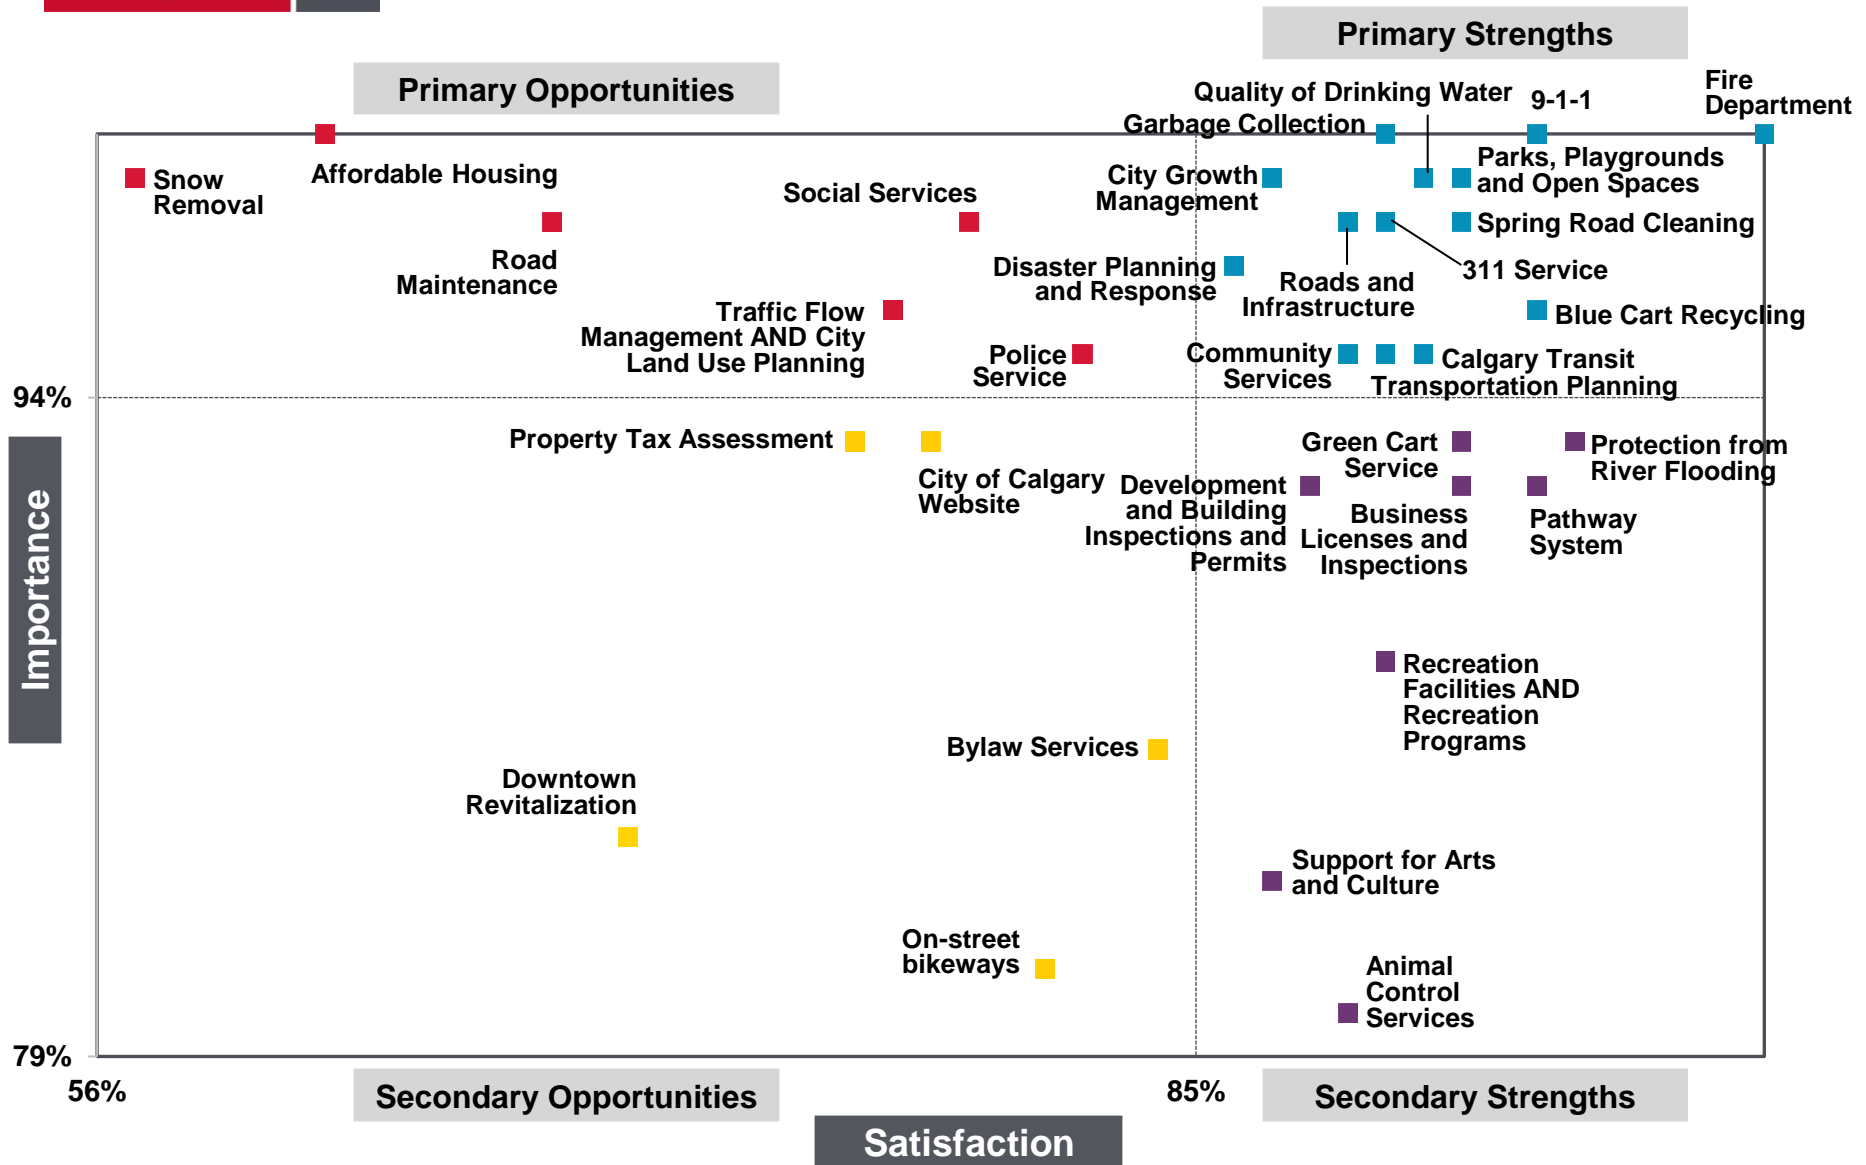 Primary Strengths
Primary Opportunities
Quality of Drinking Water
9-1-1
Fire
Department
Garbage Collection
Snow
Removal
Affordable Housing
Social Services
City Growth
Management
Parks, Playgrounds
and Open Spaces
Spring Road Cleaning
Road
Maintenance
Disaster Planning
and Response
Roads and
Infrastructure
311 Service
Traffic Flow
Management AND City
Land Use Planning
Blue Cart Recycling
Police
Service
Community
Services
Calgary Transit
Transportation Planning
94%
Property Tax Assessment
City of Calgary
Website
Green Cart
Service
Protection from
River Flooding
Development
and Building
Inspections and
Permits
Business
Licenses and
Inspections
Pathway
System
Importance
Recreation
Facilities AND
Recreation
Programs
Bylaw Services
Downtown
Revitalization
Support for Arts
and Culture
On-street
bikeways
Animal
Control
Services
79%
56%
85%
Secondary Opportunities
Secondary Strengths
Satisfaction